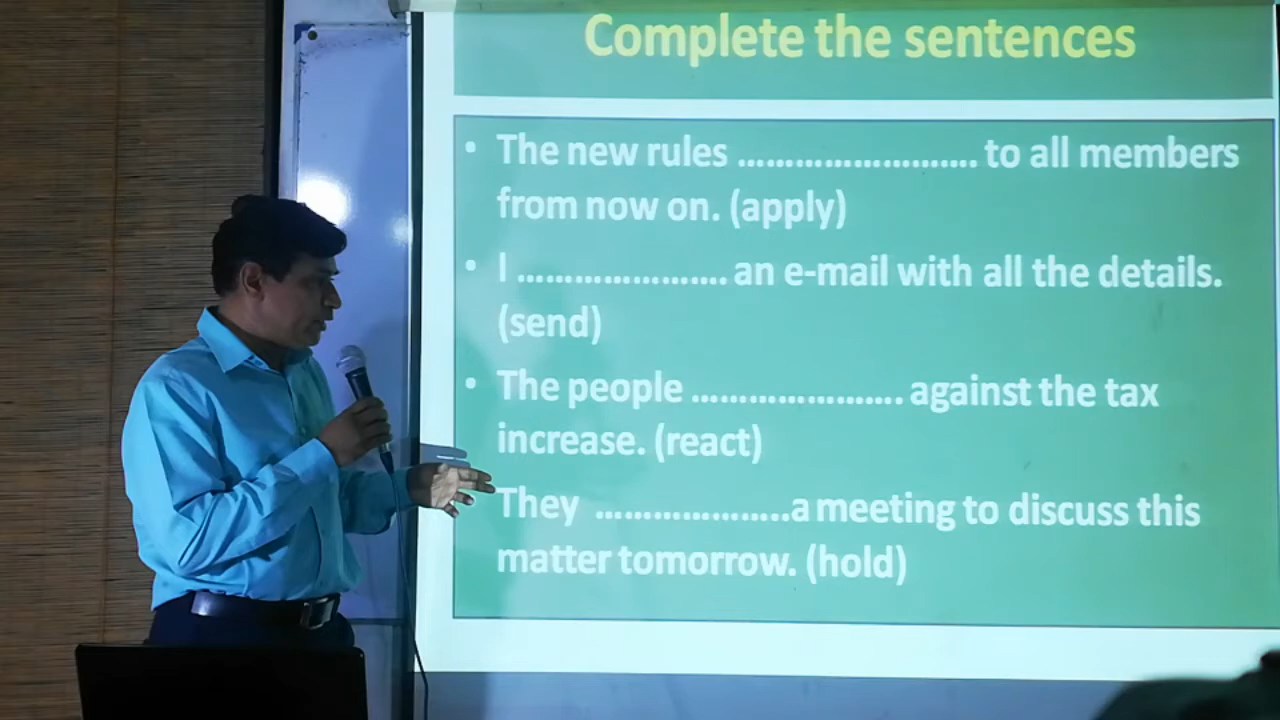 Complete the sentences
• The new rules ........................ to all members
from now on. (apply)
• I ..................... an e-mail with all the details.
(send)
• The people ..................... against the tax
increase. (react)
They ....................a meeting to discuss this
matter tomorrow. (hold)